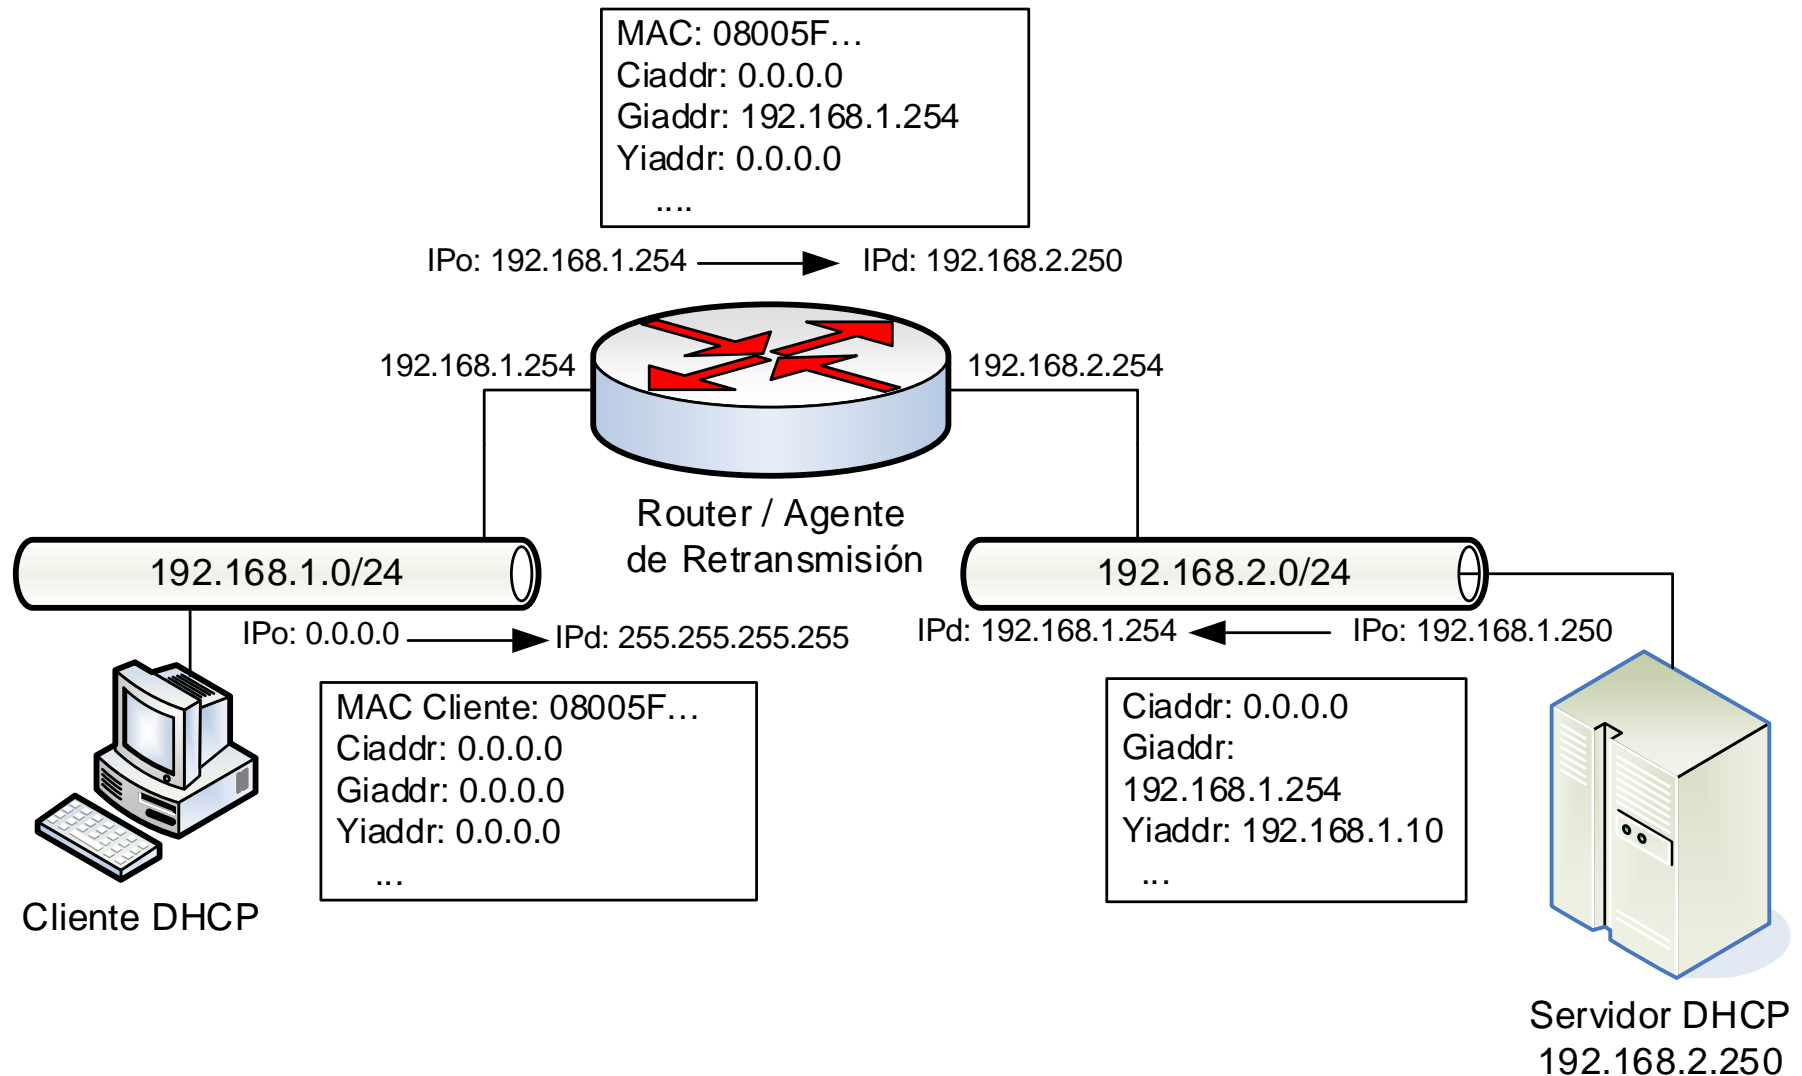 MAC: 08005F...
Ciaddr: 0.0.0.0
Giaddr: 192.168.1.254
Yiaddr: 0.0.0.0
....
IPo: 192.168.1.254
IPd: 192.168.2.250
192.168.1.254
192.168.2.254
Router / Agente
de Retransmisión
192.168.1.0/24
192.168.2.0/24
IPo: 0.0.0.0
IPd: 255.255.255.255
IPd: 192.168.1.254
IPo: 192.168.1.250
MAC Cliente: 08005F...
Ciaddr: 0.0.0.0
Giaddr: 0.0.0.0
Yiaddr: 0.0.0.0
...
Cliente DHCP
Ciaddr: 0.0.0.0
Giaddr:
192.168.1.254
Yiaddr: 192.168.1.10
...
Servidor DHCP
192.168.2.250